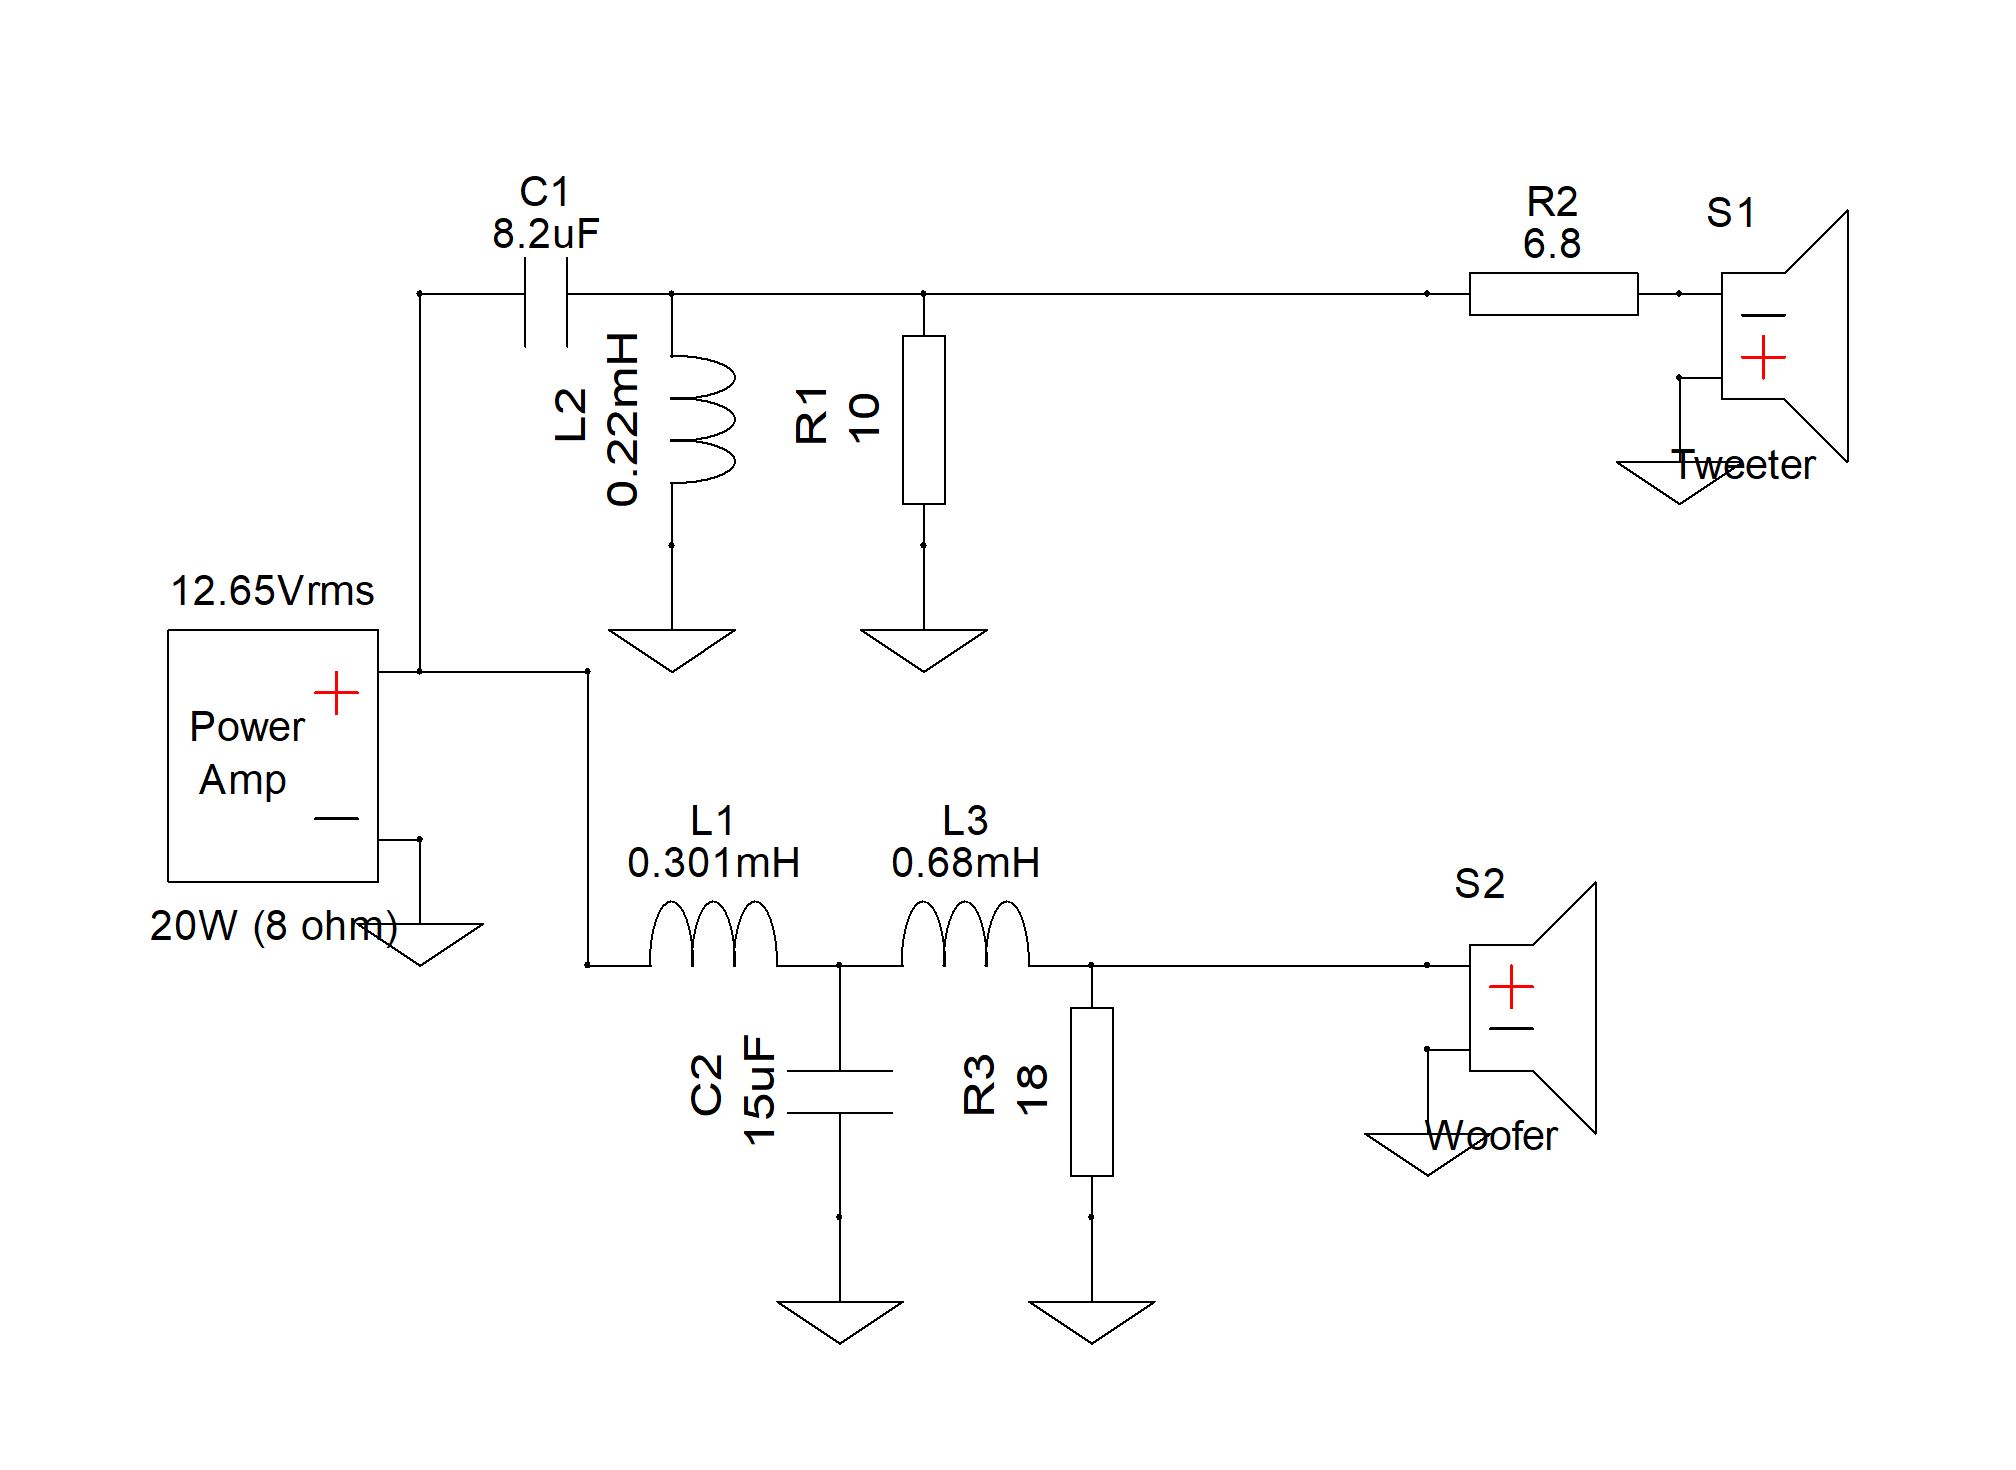 C1
8.2uF
R2
6.8
S1
L2
0.22mH
R1
10
Tweeter
12.65Vrms
Power
Amp
20W (8 ohm)
L1
0.301mH
L3
0.68mH
S2
C2
15uF
R3
18
Woofer